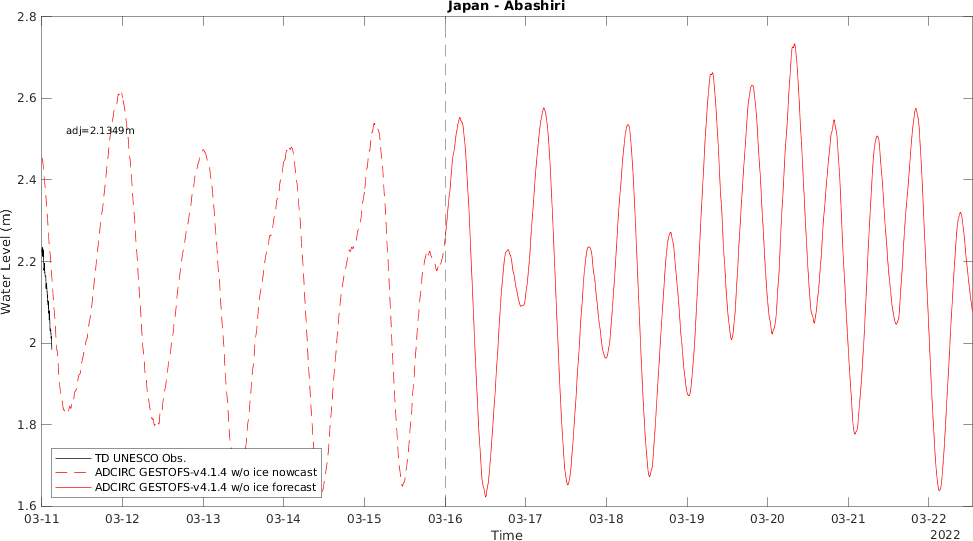 Japan - Abashiri
2.8
2.6
2.4
2.2
2
1.8
1.6
Water Level (m)
adj=2.1349m
TD UNESCO Obs.
ADCIRC GESTOFS-v4.1.4 w/o ice nowcast
ADCIRC GESTOFS-v4.1.4 w/o ice forecast
03-11 03-12 03-13 03-14 03-15 03-16 03-17 03-18 03-19 03-20 03-21 03-22
2022
Time